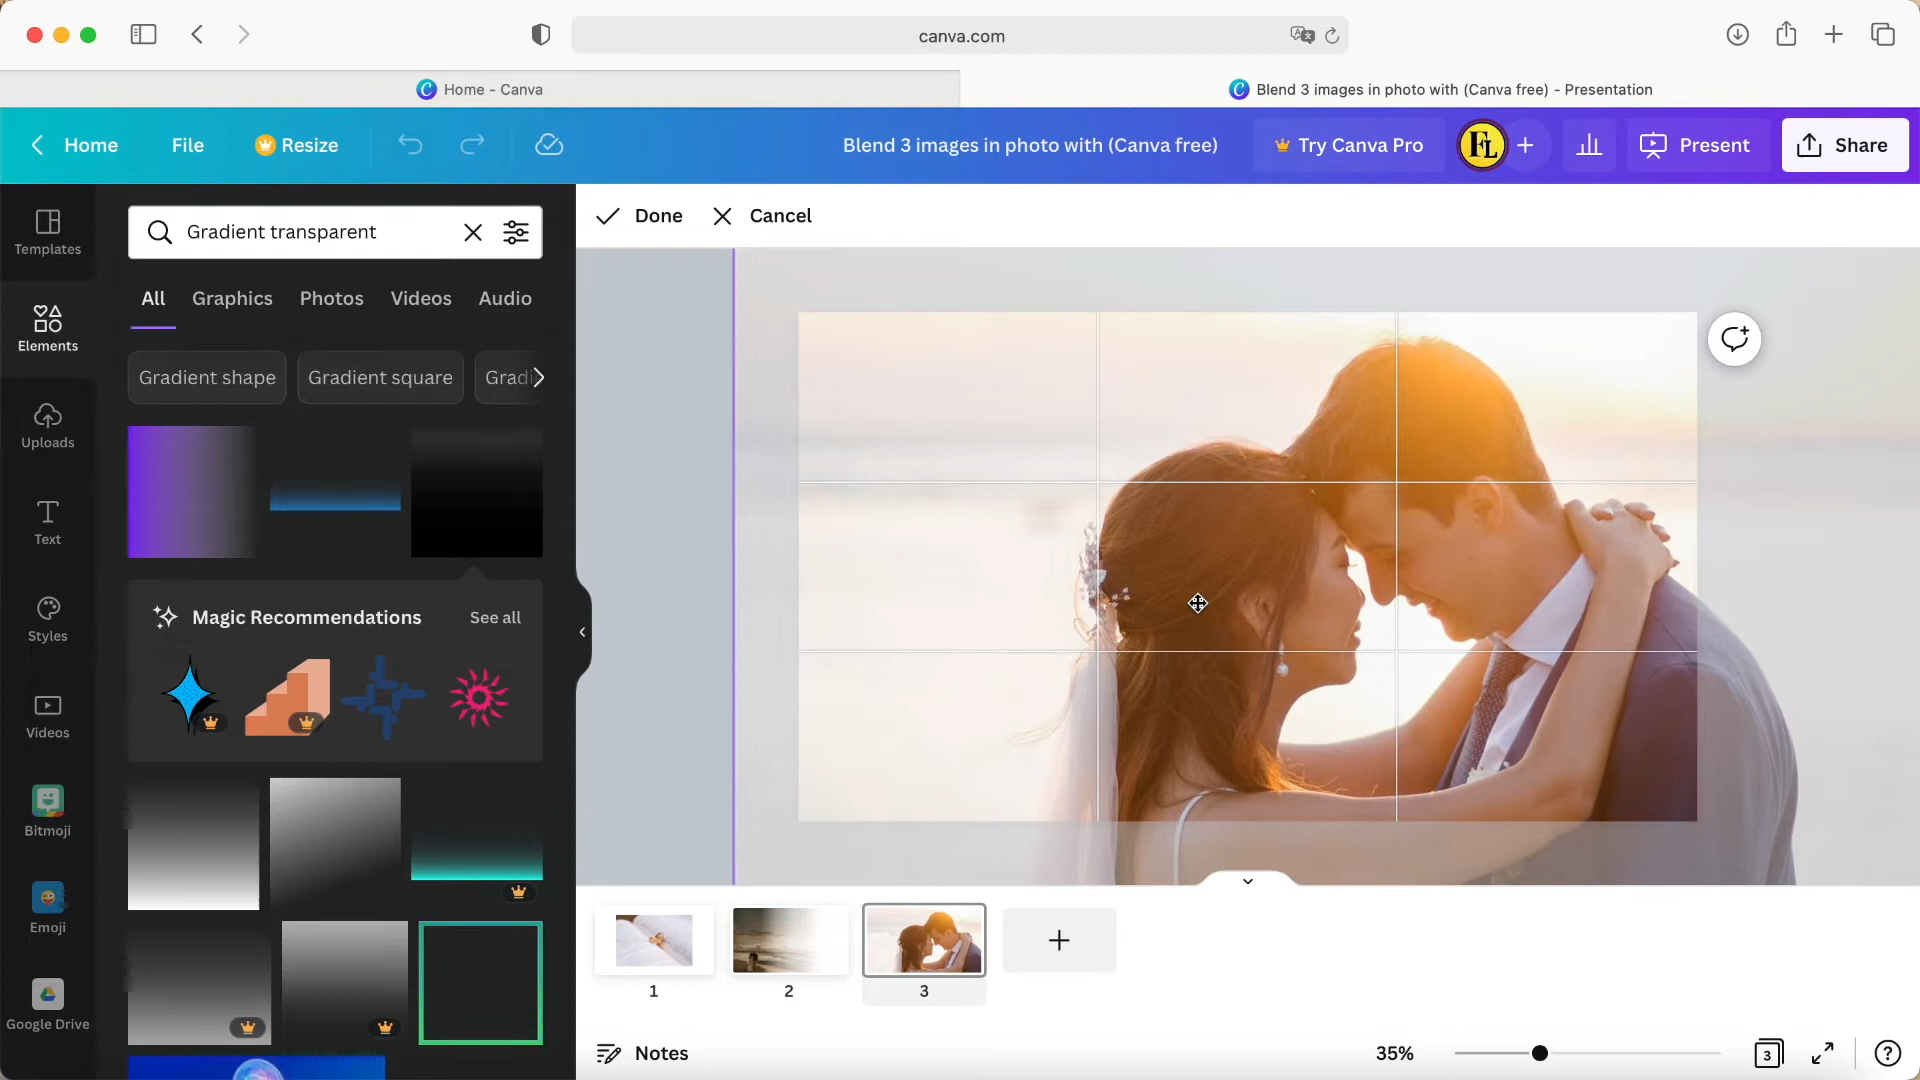 canva.com
Home - Canva
Blend 3 images in photo with (Canva free) - Presentation
Home
File
Resize
Blend 3 images in photo with (Canva free)
Try Canva Pro
FL
Present
Share
Templates
Elements
Uploads
Text
Styles
Videos
Bitmoji
Emoji
Google Drive
Gradient transparent
All
Graphics
Photos
Videos
Audio
Gradient shape
Gradient square
Gradi
Magic Recommendations
See all
Done
Cancel
1
2
3
Notes
35%
3